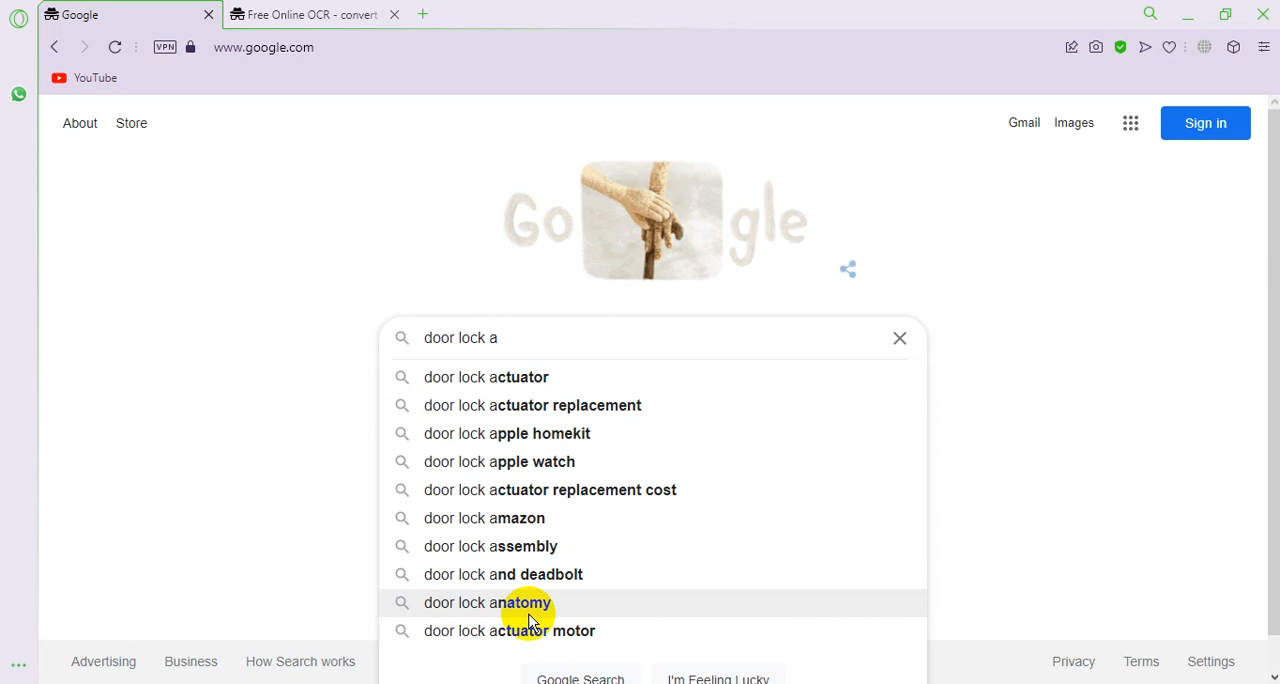 Google
Free Online OCR - convert
VPN
www.google.com
YouTube
About Store
Gmail Images
Sign in
Go gle
door lock a
door lock actuator
door lock actuator replacement
door lock apple homekit
door lock apple watch
door lock actuator replacement cost
door lock amazon
door lock assembly
door lock and deadbolt
door lock anatomy
door lock actuator motor
Advertising Business How Search works
Privacy Terms Settings
Google Search I'm Feeling Lucky